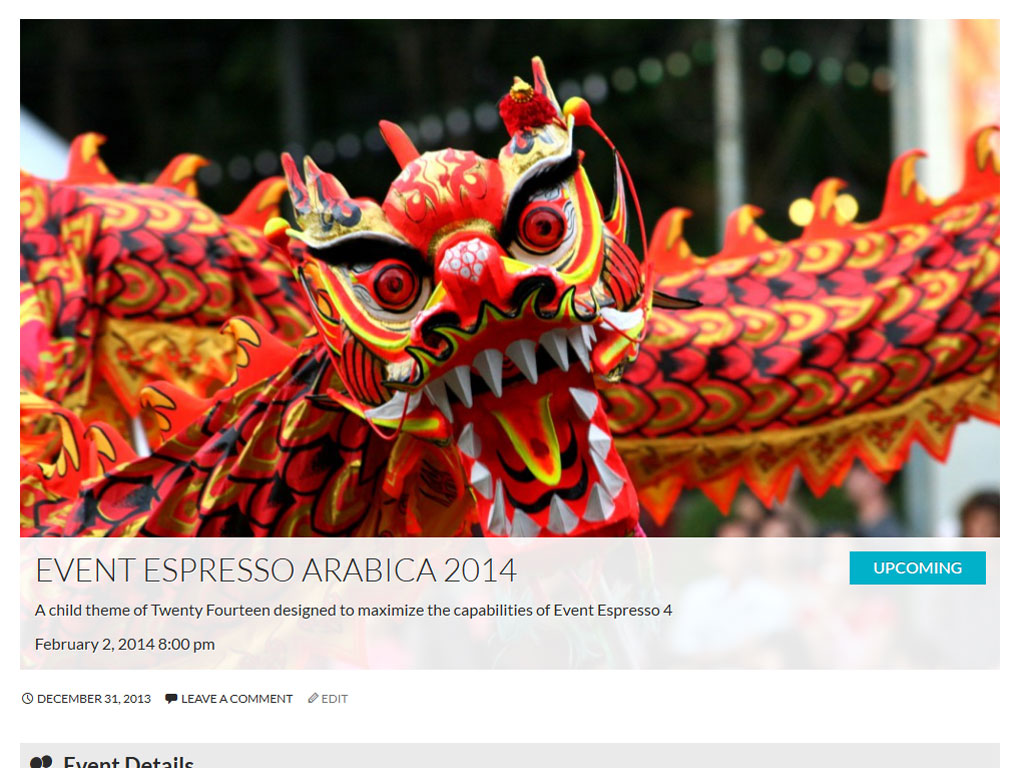 EVENT ESPRESSO ARABICA 2014
UPCOMING
A child theme of Twenty Fourteen designed to maximize the capabilities of Event Espresso 4
February 2, 2014 8:00 pm
DECEMBER 31, 2013 LEAVE A COMMENT EDIT
Event Details